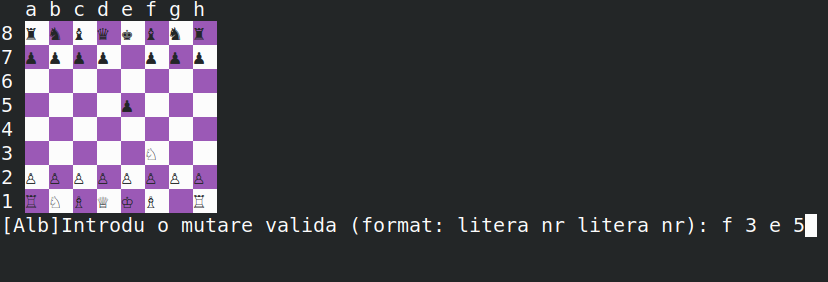 a b c d e f g h
8 ♜ ♞ ♝ ♛ ♚ ♝ ♞ ♜
7 ♟ ♟ ♟ ♟ ♟ ♟ ♟
6
5 ♟
4
3 ♘
2 ♙ ♙ ♙ ♙ ♙ ♙ ♙ ♙
1 ♖ ♘ ♗ ♕ ♔ ♗ ♖
[Alb]Introdu o mutare valida (format: litera nr litera nr): f 3 e 5